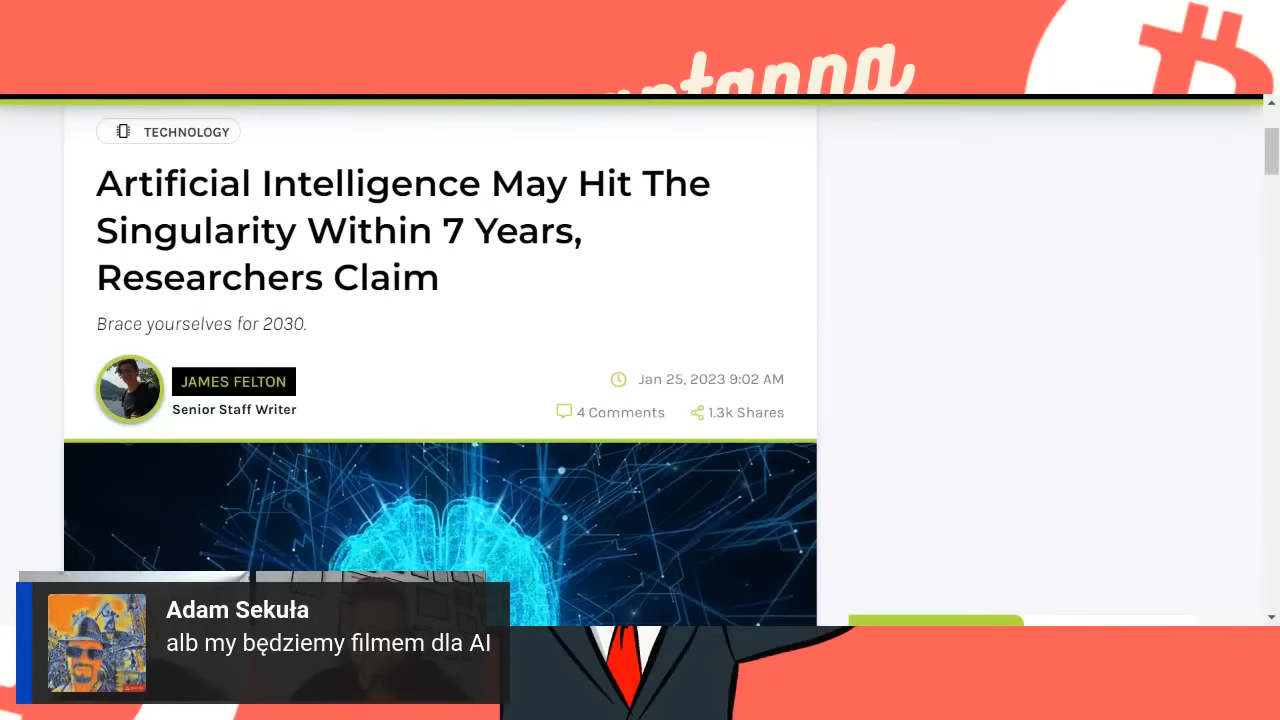 TECHNOLOGY
Artificial Intelligence May Hit The
Singularity Within 7 Years,
Researchers Claim
Brace yourselves for 2030.
JAMES FELTON
Senior Staff Writer
Jan 25, 2023 9:02 AM
4 Comments
1.3k Shares
Adam Sekuła
alb my będziemy filmem dla AI